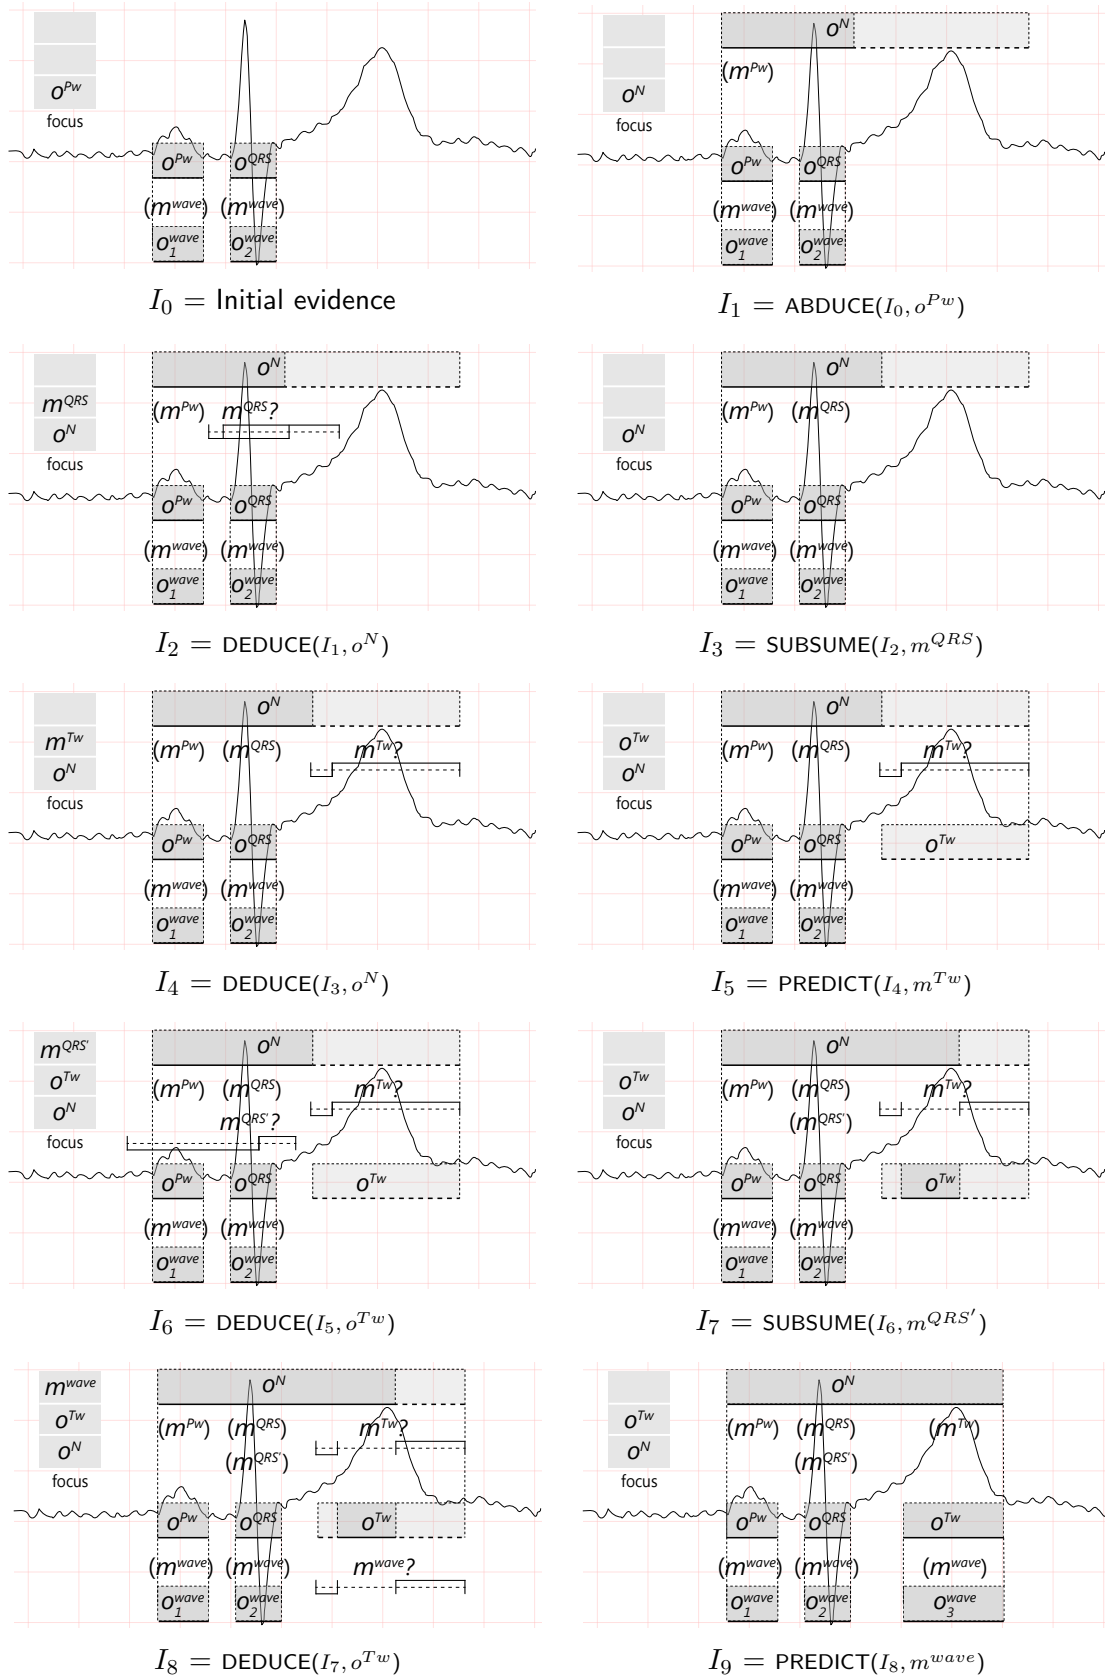 o^N
o^Pw
focus
o^Pw o^QRS
(m^wave) (m^wave)
o_1^wave o_2^wave
I_0 = Initial evidence
(m^Pw)
o^N
focus
o^Pw o^QRS
(m^wave) (m^wave)
o_1^wave o_2^wave
I_1 = ABDUCE(I_0, o^Pw)
o^N
m^QRS (m^Pw) m^QRS?
o^N
focus
o^Pw o^QRS
(m^wave) (m^wave)
o_1^wave o_2^wave
I_2 = DEDUCE(I_1, o^N)
o^N
(m^Pw) (m^QRS)
o^N
focus
o^Pw o^QRS
(m^wave) (m^wave)
o_1^wave o_2^wave
I_3 = SUBSUME(I_2, m^QRS)
o^N
m^Tw (m^Pw) (m^QRS) m^Tw?
o^N
focus
o^Pw o^QRS
(m^wave) (m^wave)
o_1^wave o_2^wave
I_4 = DEDUCE(I_3, o^N)
o^N
o^Tw (m^Pw) (m^QRS) m^Tw?
o^N
focus
o^Pw o^QRS o^Tw
(m^wave) (m^wave)
o_1^wave o_2^wave
I_5 = PREDICT(I_4, m^Tw)
m^QRS' o^N
o^Tw (m^Pw) (m^QRS) m^Tw?
o^N m^QRS'?
focus
o^Pw o^QRS o^Tw
(m^wave) (m^wave)
o_1^wave o_2^wave
I_6 = DEDUCE(I_5, o^Tw)
o^N
o^Tw (m^Pw) (m^QRS) m^Tw?
o^N (m^QRS')
focus
o^Pw o^QRS o^Tw
(m^wave) (m^wave)
o_1^wave o_2^wave
I_7 = SUBSUME(I_6, m^QRS')
m^wave o^N
o^Tw (m^Pw) (m^QRS) m^Tw?
o^N (m^QRS')
focus
o^Pw o^QRS o^Tw
(m^wave) (m^wave) m^wave?
o_1^wave o_2^wave
I_8 = DEDUCE(I_7, o^Tw)
o^N
o^Tw (m^Pw) (m^QRS) (m^Tw)
o^N (m^QRS')
focus
o^Pw o^QRS o^Tw
(m^wave) (m^wave) (m^wave)
o_1^wave o_2^wave o_3^wave
I_9 = PREDICT(I_8, m^wave)